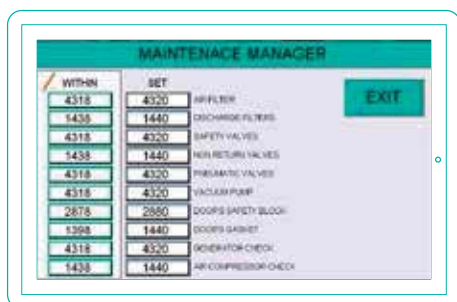 MAINTENACE MANAGER
WITHIN SET
EXIT
4318 4320 AIR FILTER
1438 1440 DISCHARGE FILTERS
4318 4320 SAFETY VALVES
1438 1440 NON RETURN VALVES
4318 4320 PNEUMATIC VALVES
4318 4320 VACUUM PUMP
2878 2880 DOORS SAFETY BLOCK
1398 1440 DOORS GASKET
4318 4320 GENERATOR CHECK
1438 1440 AIR COMPRESSOR CHECK